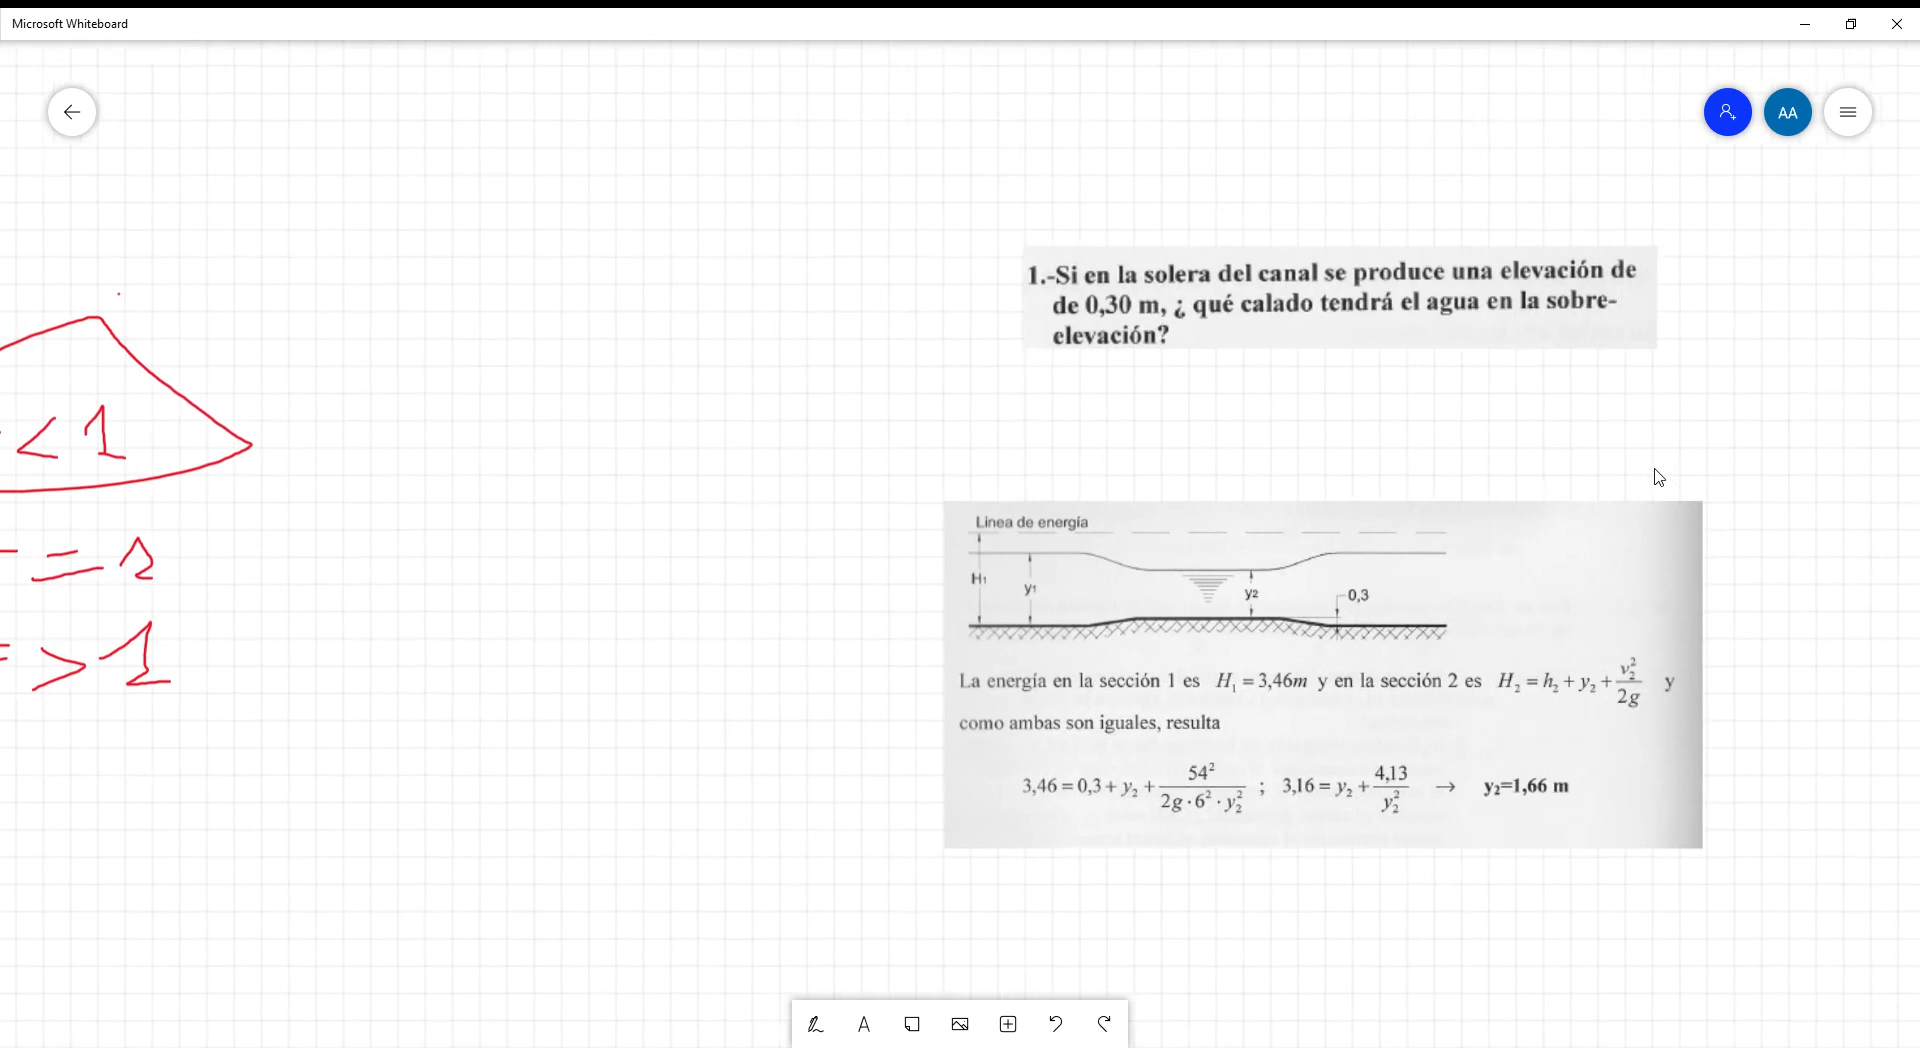 Microsoft Whiteboard
AA
1.-Si en la solera del canal se produce una elevación de
de 0,30 m, ¿ qué calado tendrá el agua en la sobre-
elevación?
< 1
= 2
> 1
Linea de energía
H₁
y₁
y₂
0,3
La energía en la sección 1 es H₁ = 3,46m y en la sección 2 es H₂ = h₂ + y₂ + v₂²/2g y
como ambas son iguales, resulta
3,46 = 0,3 + y₂ + 54²/(2g · 6² · y₂²) ; 3,16 = y₂ + 4,13/y₂² → y₂=1,66 m
A